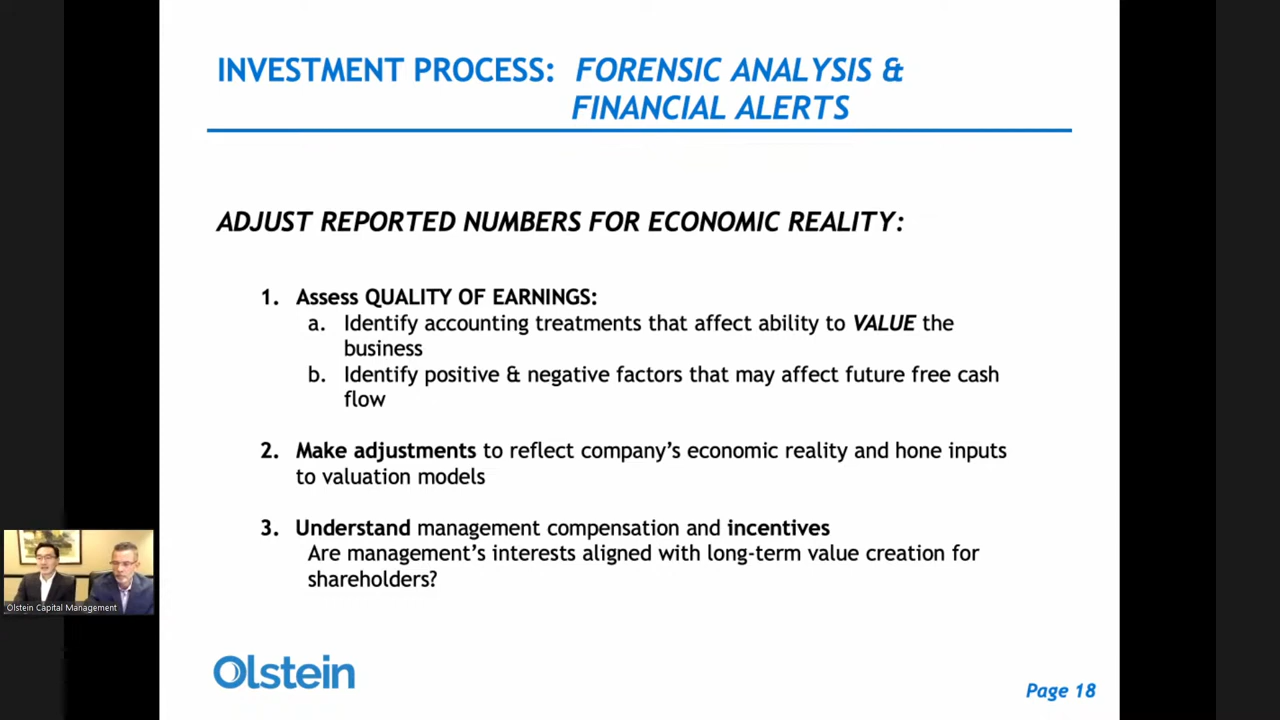 INVESTMENT PROCESS: FORENSIC ANALYSIS &
FINANCIAL ALERTS
ADJUST REPORTED NUMBERS FOR ECONOMIC REALITY:
1. Assess QUALITY OF EARNINGS:
a. Identify accounting treatments that affect ability to VALUE the
business
b. Identify positive & negative factors that may affect future free cash
flow
2. Make adjustments to reflect company's economic reality and hone inputs
to valuation models
3. Understand management compensation and incentives
Are management's interests aligned with long-term value creation for
shareholders?
Olstein Capital Management
Olstein
Page 18